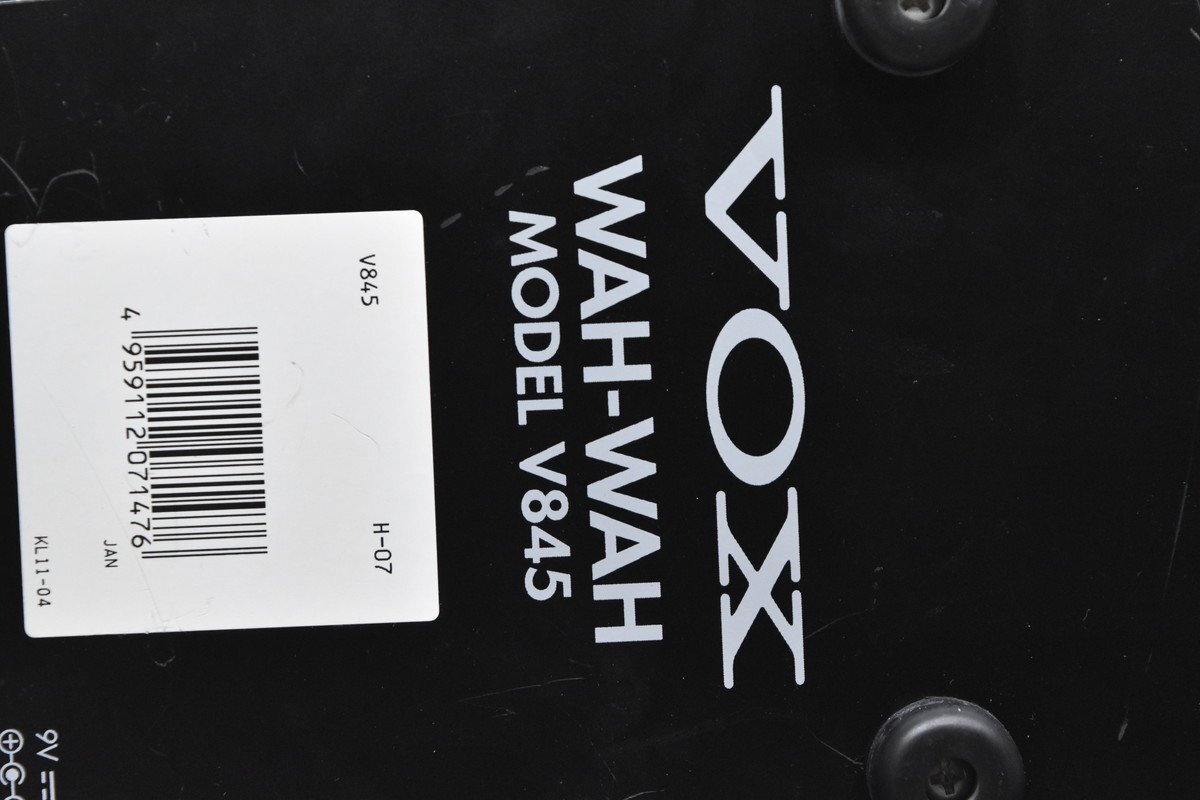 VOX
WAH-WAH
MODEL V845
V845
H-07
4 959112 071476
JAN
KL11-04
9V